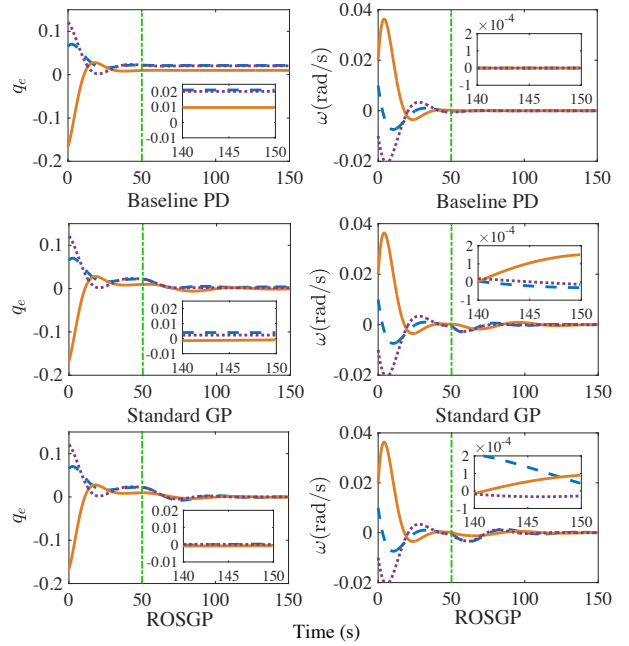 0.1
0
-0.1
-0.2
q_e
0.02
0.01
0
-0.01
140 145 150
0 50 100 150
Baseline PD
0.04
0.02
0
-0.02
ω(rad/s)
×10⁻⁴
2
1
0
-1
140 145 150
0 50 100 150
Baseline PD
0.1
0
-0.1
-0.2
q_e
0.02
0.01
0
-0.01
140 145 150
0 50 100 150
Standard GP
0.04
0.02
0
-0.02
ω(rad/s)
×10⁻⁴
2
1
0
-1
140 145 150
0 50 100 150
Standard GP
0.1
0
-0.1
-0.2
q_e
0.02
0.01
0
-0.01
140 145 150
0 50 100 150
ROSGP
0.04
0.02
0
-0.02
ω(rad/s)
×10⁻⁴
2
1
0
-1
140 145 150
0 50 100 150
ROSGP
Time (s)